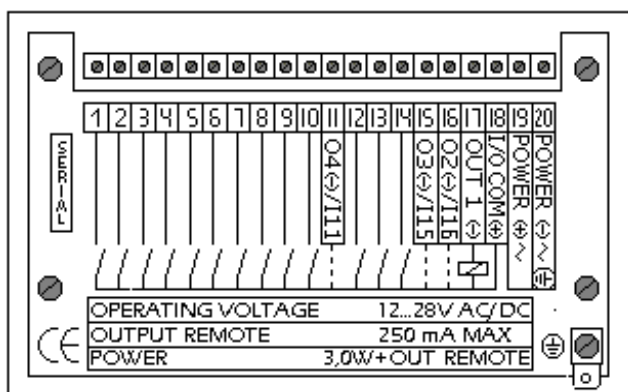 1 2 3 4 5 6 7 8 9 10 11 12 13 14 15 16 17 18 19 20
SERIAL
O4(-)/I11
O3(-)/I15
O2(-)/I16
OUT 1 (-)
I/O COM (+)
POWER (+) ~
POWER (-) ~
OPERATING VOLTAGE 12...28V AC/DC
OUTPUT REMOTE 250 mA MAX
POWER 3,0W+OUT REMOTE
CE